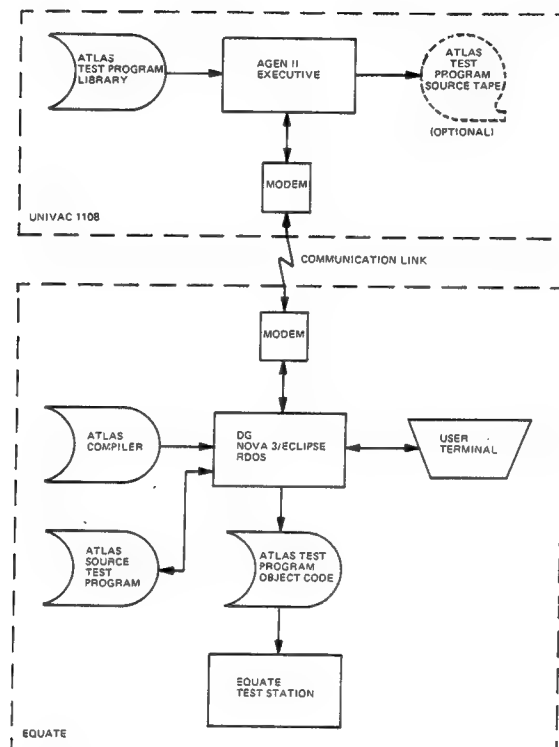 ATLAS
TEST PROGRAM
LIBRARY
AGEN II
EXECUTIVE
ATLAS
TEST
PROGRAM
SOURCE TAPE
(OPTIONAL)
MODEM
UNIVAC 1108
COMMUNICATION LINK
MODEM
ATLAS
COMPILER
DG
NOVA 3/ECLIPSE
RDOS
USER
TERMINAL
ATLAS
SOURCE
TEST
PROGRAM
ATLAS TEST
PROGRAM
OBJECT CODE
EQUATE
TEST STATION
EQUATE